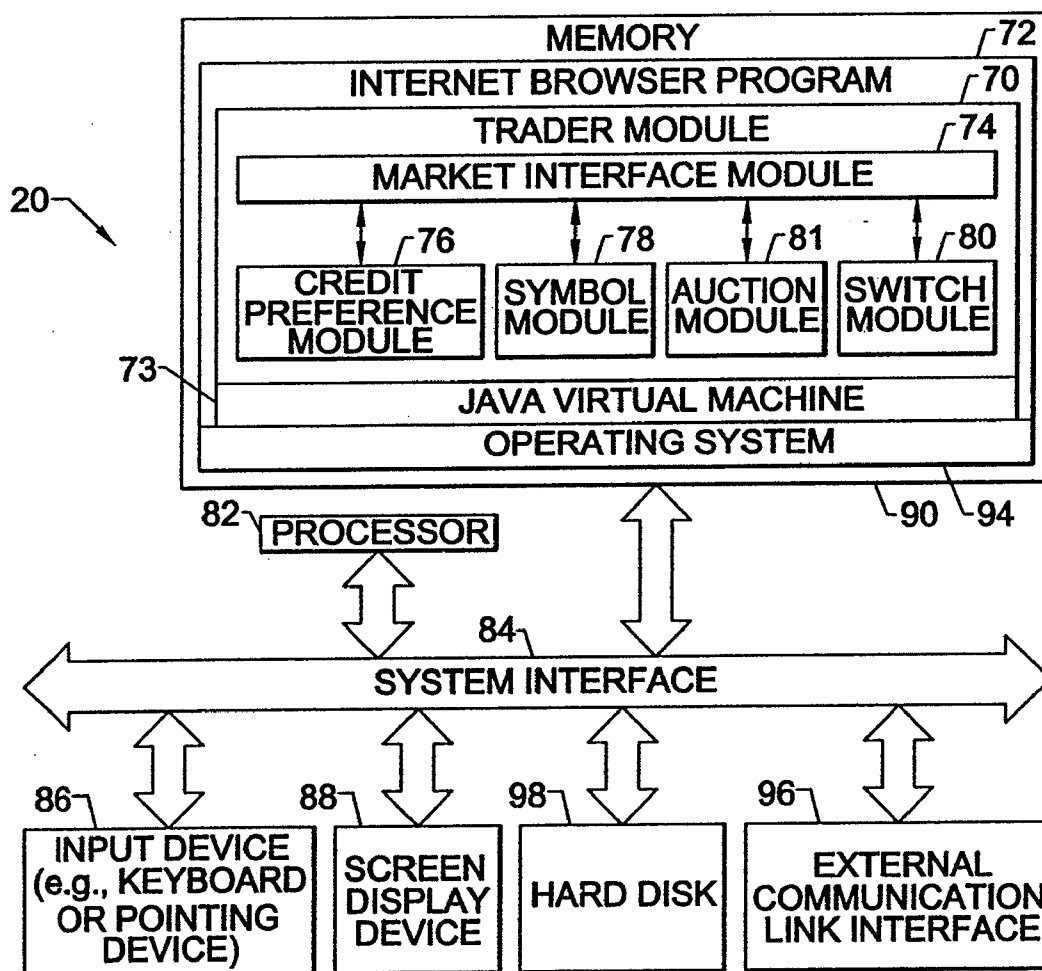 MEMORY
72
INTERNET BROWSER PROGRAM
70
TRADER MODULE
74
MARKET INTERFACE MODULE
20
76
78
81
80
CREDIT
PREFERENCE
MODULE
SYMBOL
MODULE
AUCTION
MODULE
SWITCH
MODULE
73
JAVA VIRTUAL MACHINE
OPERATING SYSTEM
82
PROCESSOR
90
94
84
SYSTEM INTERFACE
86
88
98
96
INPUT DEVICE
(e.g., KEYBOARD
OR POINTING
DEVICE)
SCREEN
DISPLAY
DEVICE
HARD DISK
EXTERNAL
COMMUNICATION
LINK INTERFACE